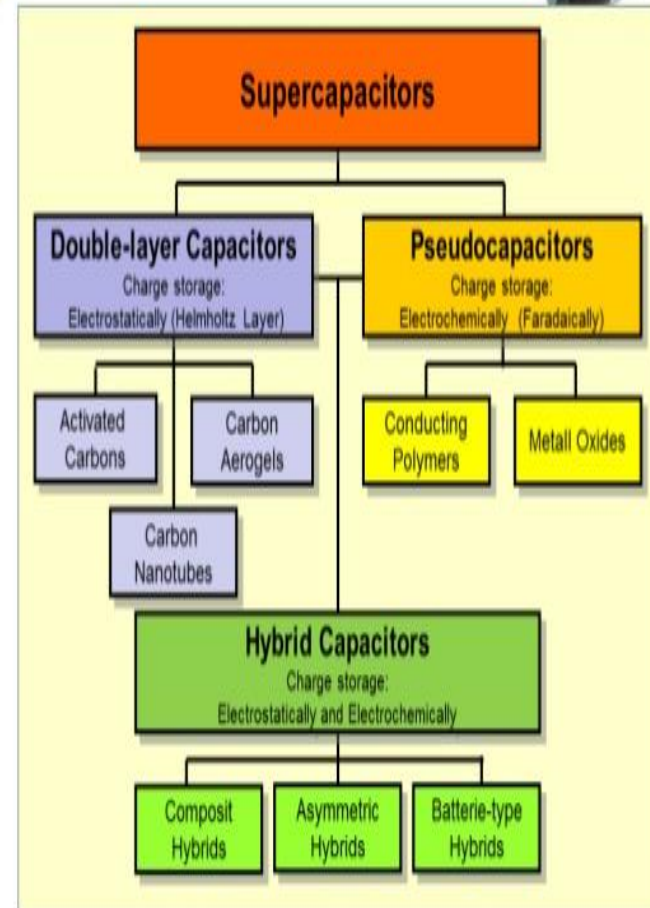 Supercapacitors
Double-layer Capacitors
Charge storage:
Electrostatically (Helmholtz Layer)
Pseudocapacitors
Charge storage:
Electrochemically (Faradaically)
Activated
Carbons
Carbon
Aerogels
Conducting
Polymers
Metall Oxides
Carbon
Nanotubes
Hybrid Capacitors
Charge storage:
Electrostatically and Electrochemically
Composit
Hybrids
Asymmetric
Hybrids
Batterie-type
Hybrids